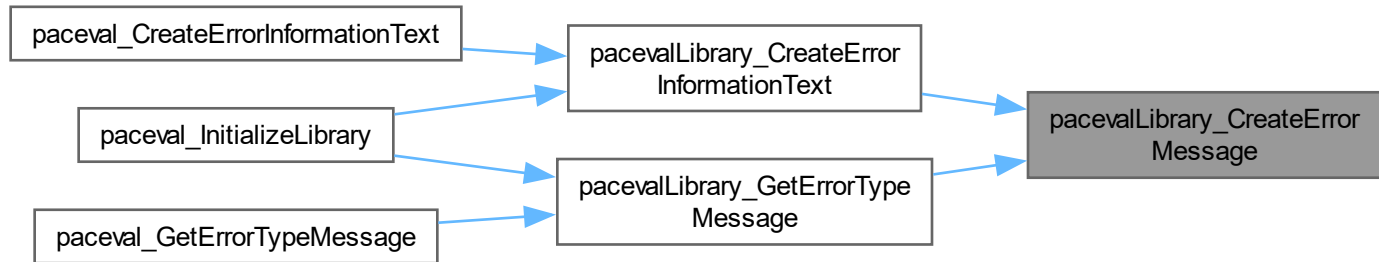 paceval_CreateErrorInformationText
paceval_InitializeLibrary
paceval_GetErrorTypeMessage
pacevalLibrary_CreateError
InformationText
pacevalLibrary_GetErrorType
Message
pacevalLibrary_CreateError
Message